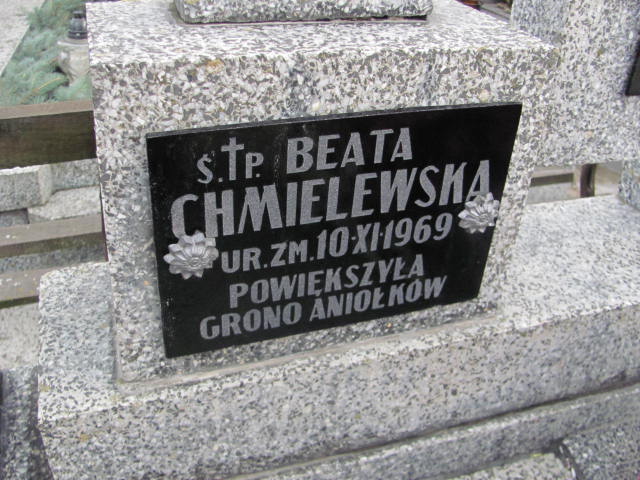 Ś.†P. BEATA
CHMIELEWSKA
UR.ZM.10·XI·1969
POWIĘKSZYŁA
GRONO ANIOŁKÓW